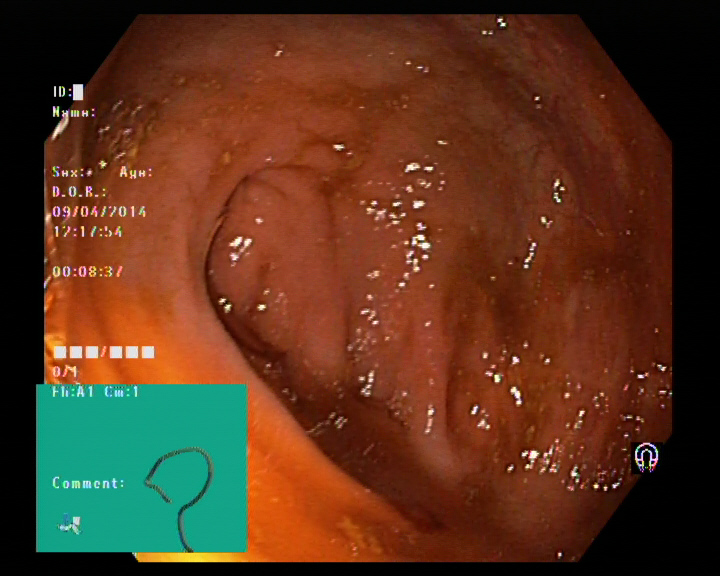 ID:
Name:
Sex: Age:
D.O.B.:
09/04/2014
12:17:54
00:08:37
0/1
Eh:A1 Cm:1
Comment: